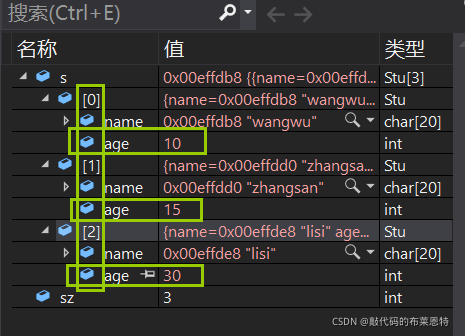 搜索(Ctrl+E)
名称 值 类型
s 0x00effdb8 {{name=0x00effd... Stu[3]
[0] {name=0x00effdb8 "wangwu... Stu
name 0x00effdb8 "wangwu" char[20]
age 10 int
[1] {name=0x00effdd0 "zhangsa... Stu
name 0x00effdd0 "zhangsan" char[20]
age 15 int
[2] {name=0x00effde8 "lisi" age... Stu
name 0x00effde8 "lisi" char[20]
age 30 int
sz 3 int
CSDN @敲代码的布莱恩特